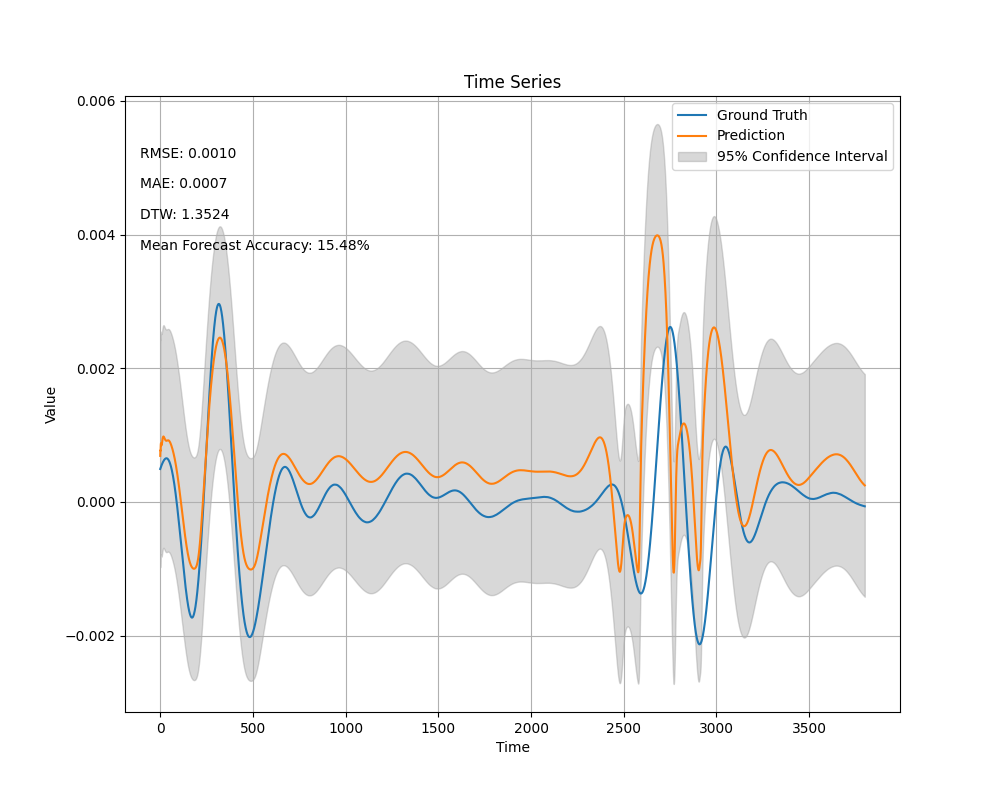 Time Series
0.006
0.004
0.002
0.000
−0.002
Value
RMSE: 0.0010
MAE: 0.0007
DTW: 1.3524
Mean Forecast Accuracy: 15.48%
Ground Truth
Prediction
95% Confidence Interval
0 500 1000 1500 2000 2500 3000 3500
Time